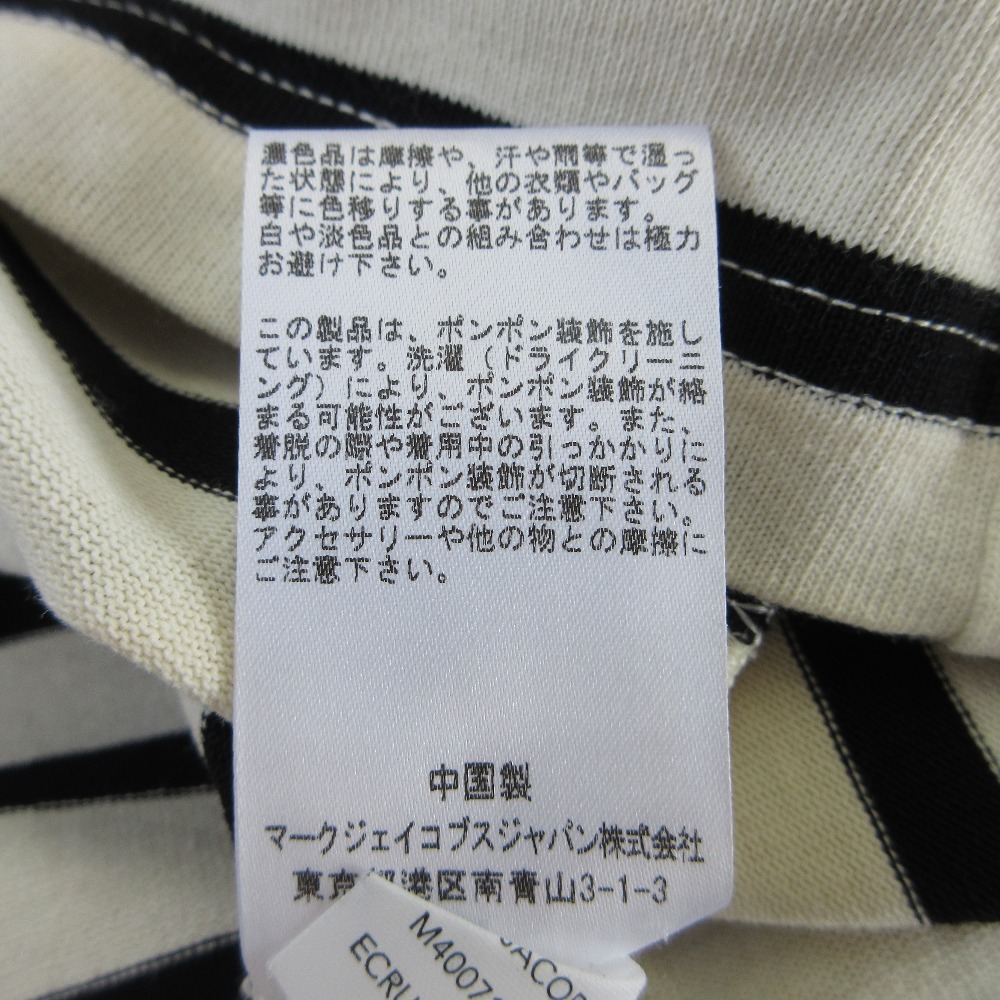 濃色品は摩擦や、汗や雨等で湿っ
た状態により、他の衣類やバッグ
等に色移りする事があります。
白や淡色品との組み合わせは極力
お避け下さい。
この製品は、ポンポン装飾を施し
ています。洗濯（ドライクリーニ
ング）により、ポンポン装飾が絡
まる可能性がございます。また、
着脱の際や着用中の引っかかりに
より、ポンポン装飾が切断される
事がありますのでご注意下さい。
アクセサリーや他の物との摩擦に
ご注意下さい。
中国製
マークジェイコブスジャパン株式会社
東京都港区南青山3-1-3
JACOB
M4007
ECRU